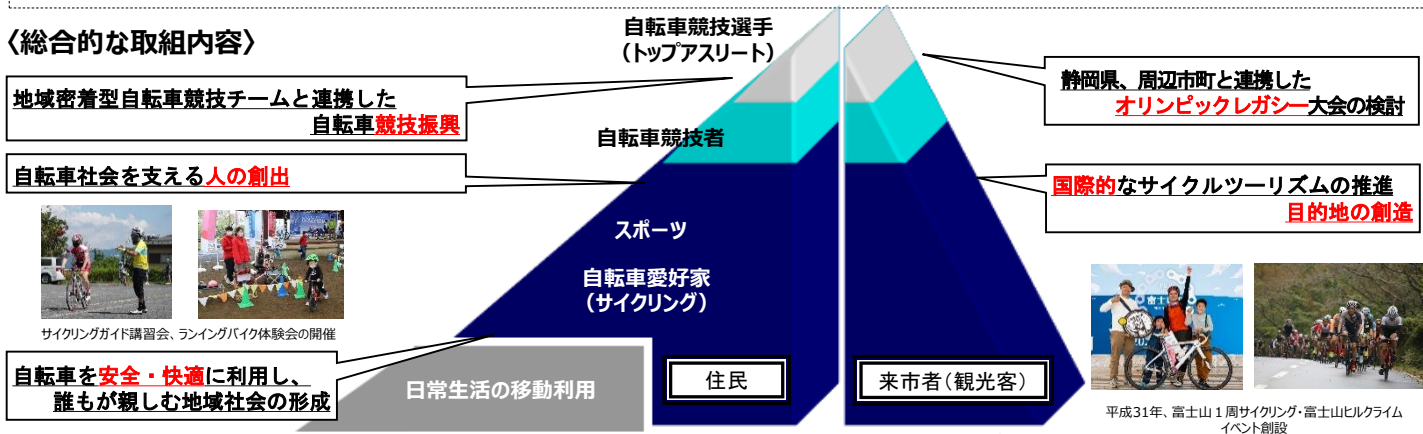 〈総合的な取組内容〉
地域密着型自転車競技チームと連携した
自転車競技振興
自転車社会を支える人の創出
サイクリングガイド講習会、ランイングバイク体験会の開催
自転車を安全・快適に利用し、
誰もが親しむ地域社会の形成
自転車競技選手
（トップアスリート）
自転車競技者
スポーツ
自転車愛好家
（サイクリング）
日常生活の移動利用
住民
来市者（観光客）
静岡県、周辺市町と連携した
オリンピックレガシー大会の検討
国際的なサイクルツーリズムの推進
目的地の創造
富士山
平成31年、富士山１周サイクリング・富士山ヒルクライム
イベント創設